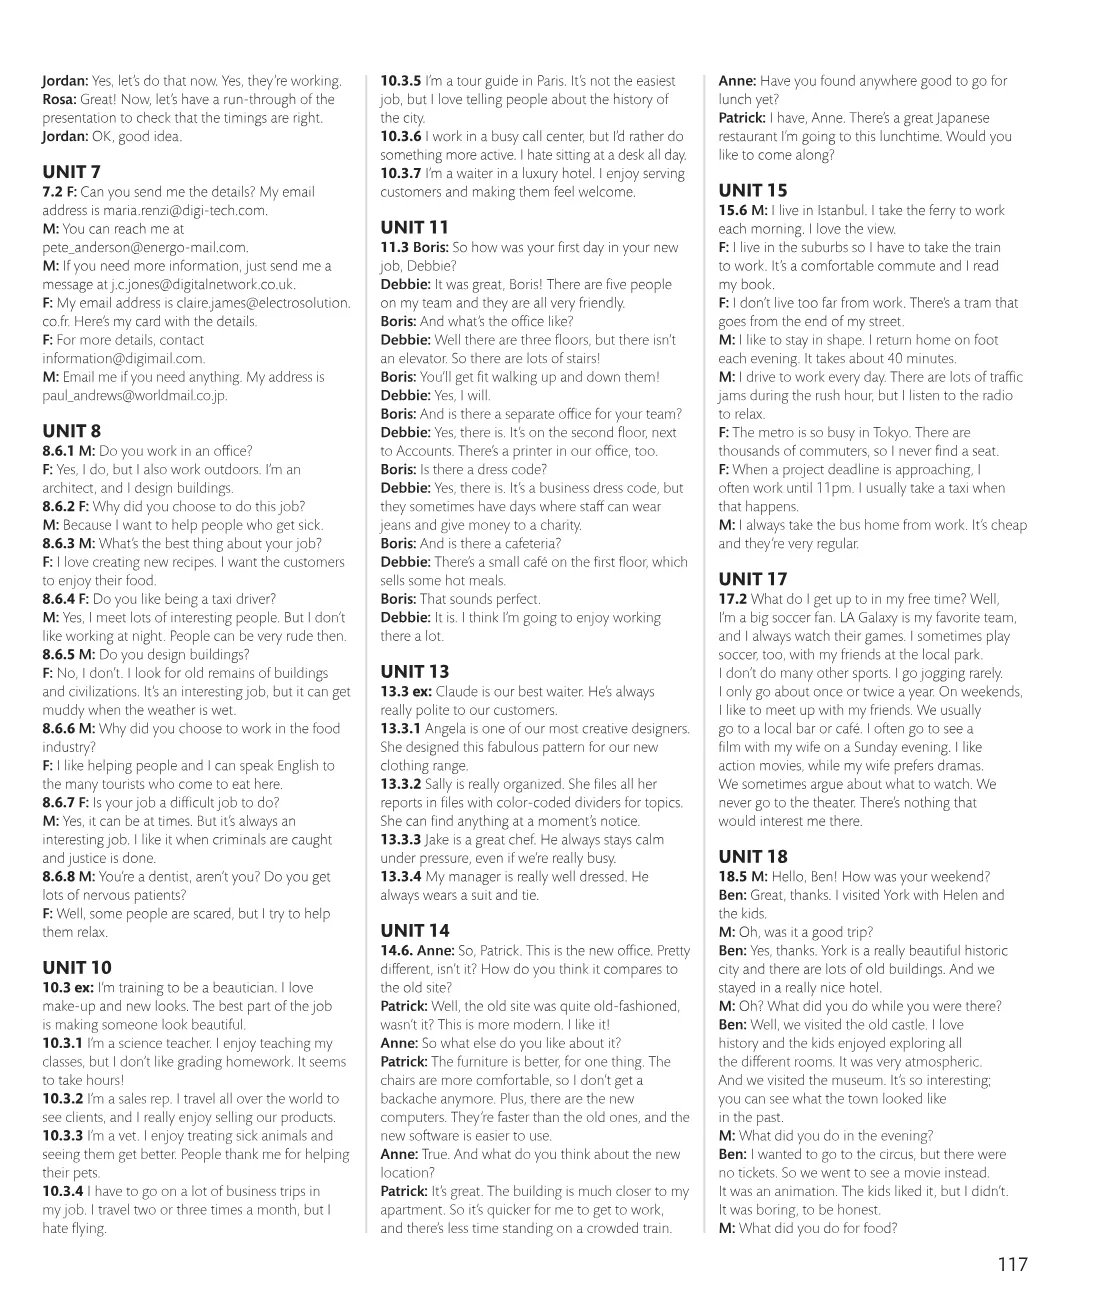 Jordan: Yes, let's do that now. Yes, they're working.
Rosa: Great! Now, let's have a run-through of the
presentation to check that the timings are right.
Jordan: OK, good idea.
UNIT 7
7.2 F: Can you send me the details? My email
address is maria.renzi@digi-tech.com.
M: You can reach me at
pete_anderson@energo-mail.com.
M: If you need more information, just send me a
message at j.c.jones@digitalnetwork.co.uk.
F: My email address is claire.james@electrosolution.
co.fr. Here's my card with the details.
F: For more details, contact
information@digimail.com.
M: Email me if you need anything. My address is
paul_andrews@worldmail.co.jp.
UNIT 8
8.6.1 M: Do you work in an office?
F: Yes, I do, but I also work outdoors. I'm an
architect, and I design buildings.
8.6.2 F: Why did you choose to do this job?
M: Because I want to help people who get sick.
8.6.3 M: What's the best thing about your job?
F: I love creating new recipes. I want the customers
to enjoy their food.
8.6.4 F: Do you like being a taxi driver?
M: Yes, I meet lots of interesting people. But I don't
like working at night. People can be very rude then.
8.6.5 M: Do you design buildings?
F: No, I don't. I look for old remains of buildings
and civilizations. It's an interesting job, but it can get
muddy when the weather is wet.
8.6.6 M: Why did you choose to work in the food
industry?
F: I like helping people and I can speak English to
the many tourists who come to eat here.
8.6.7 F: Is your job a difficult job to do?
M: Yes, it can be at times. But it's always an
interesting job. I like it when criminals are caught
and justice is done.
8.6.8 M: You're a dentist, aren't you? Do you get
lots of nervous patients?
F: Well, some people are scared, but I try to help
them relax.
UNIT 10
10.3 ex: I'm training to be a beautician. I love
make-up and new looks. The best part of the job
is making someone look beautiful.
10.3.1 I'm a science teacher. I enjoy teaching my
classes, but I don't like grading homework. It seems
to take hours!
10.3.2 I'm a sales rep. I travel all over the world to
see clients, and I really enjoy selling our products.
10.3.3 I'm a vet. I enjoy treating sick animals and
seeing them get better. People thank me for helping
their pets.
10.3.4 I have to go on a lot of business trips in
my job. I travel two or three times a month, but I
hate flying.
10.3.5 I'm a tour guide in Paris. It's not the easiest
job, but I love telling people about the history of
the city.
10.3.6 I work in a busy call center, but I'd rather do
something more active. I hate sitting at a desk all day.
10.3.7 I'm a waiter in a luxury hotel. I enjoy serving
customers and making them feel welcome.
UNIT 11
11.3 Boris: So how was your first day in your new
job, Debbie?
Debbie: It was great, Boris! There are five people
on my team and they are all very friendly.
Boris: And what's the office like?
Debbie: Well there are three floors, but there isn't
an elevator. So there are lots of stairs!
Boris: You'll get fit walking up and down them!
Debbie: Yes, I will.
Boris: And is there a separate office for your team?
Debbie: Yes, there is. It's on the second floor, next
to Accounts. There's a printer in our office, too.
Boris: Is there a dress code?
Debbie: Yes, there is. It's a business dress code, but
they sometimes have days where staff can wear
jeans and give money to a charity.
Boris: And is there a cafeteria?
Debbie: There's a small café on the first floor, which
sells some hot meals.
Boris: That sounds perfect.
Debbie: It is. I think I'm going to enjoy working
there a lot.
UNIT 13
13.3 ex: Claude is our best waiter. He's always
really polite to our customers.
13.3.1 Angela is one of our most creative designers.
She designed this fabulous pattern for our new
clothing range.
13.3.2 Sally is really organized. She files all her
reports in files with color-coded dividers for topics.
She can find anything at a moment's notice.
13.3.3 Jake is a great chef. He always stays calm
under pressure, even if we're really busy.
13.3.4 My manager is really well dressed. He
always wears a suit and tie.
UNIT 14
14.6. Anne: So, Patrick. This is the new office. Pretty
different, isn't it? How do you think it compares to
the old site?
Patrick: Well, the old site was quite old-fashioned,
wasn't it? This is more modern. I like it!
Anne: So what else do you like about it?
Patrick: The furniture is better, for one thing. The
chairs are more comfortable, so I don't get a
backache anymore. Plus, there are the new
computers. They're faster than the old ones, and the
new software is easier to use.
Anne: True. And what do you think about the new
location?
Patrick: It's great. The building is much closer to my
apartment. So it's quicker for me to get to work,
and there's less time standing on a crowded train.
Anne: Have you found anywhere good to go for
lunch yet?
Patrick: I have, Anne. There's a great Japanese
restaurant I'm going to this lunchtime. Would you
like to come along?
UNIT 15
15.6 M: I live in Istanbul. I take the ferry to work
each morning. I love the view.
F: I live in the suburbs so I have to take the train
to work. It's a comfortable commute and I read
my book.
F: I don't live too far from work. There's a tram that
goes from the end of my street.
M: I like to stay in shape. I return home on foot
each evening. It takes about 40 minutes.
M: I drive to work every day. There are lots of traffic
jams during the rush hour, but I listen to the radio
to relax.
F: The metro is so busy in Tokyo. There are
thousands of commuters, so I never find a seat.
F: When a project deadline is approaching, I
often work until 11pm. I usually take a taxi when
that happens.
M: I always take the bus home from work. It's cheap
and they're very regular.
UNIT 17
17.2 What do I get up to in my free time? Well,
I'm a big soccer fan. LA Galaxy is my favorite team,
and I always watch their games. I sometimes play
soccer, too, with my friends at the local park.
I don't do many other sports. I go jogging rarely.
I only go about once or twice a year. On weekends,
I like to meet up with my friends. We usually
go to a local bar or café. I often go to see a
film with my wife on a Sunday evening. I like
action movies, while my wife prefers dramas.
We sometimes argue about what to watch. We
never go to the theater. There's nothing that
would interest me there.
UNIT 18
18.5 M: Hello, Ben! How was your weekend?
Ben: Great, thanks. I visited York with Helen and
the kids.
M: Oh, was it a good trip?
Ben: Yes, thanks. York is a really beautiful historic
city and there are lots of old buildings. And we
stayed in a really nice hotel.
M: Oh? What did you do while you were there?
Ben: Well, we visited the old castle. I love
history and the kids enjoyed exploring all
the different rooms. It was very atmospheric.
And we visited the museum. It's so interesting;
you can see what the town looked like
in the past.
M: What did you do in the evening?
Ben: I wanted to go to the circus, but there were
no tickets. So we went to see a movie instead.
It was an animation. The kids liked it, but I didn't.
It was boring, to be honest.
M: What did you do for food?
117